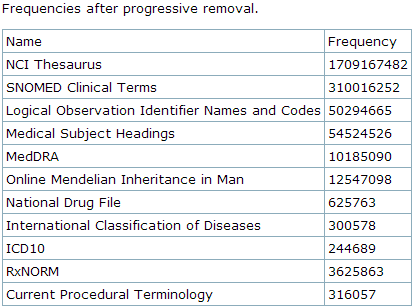 Frequencies after progressive removal.
Name Frequency
NCI Thesaurus 1709167482
SNOMED Clinical Terms 310016252
Logical Observation Identifier Names and Codes 50294665
Medical Subject Headings 54524526
MedDRA 10185090
Online Mendelian Inheritance in Man 12547098
National Drug File 625763
International Classification of Diseases 300578
ICD10 244689
RxNORM 3625863
Current Procedural Terminology 316057